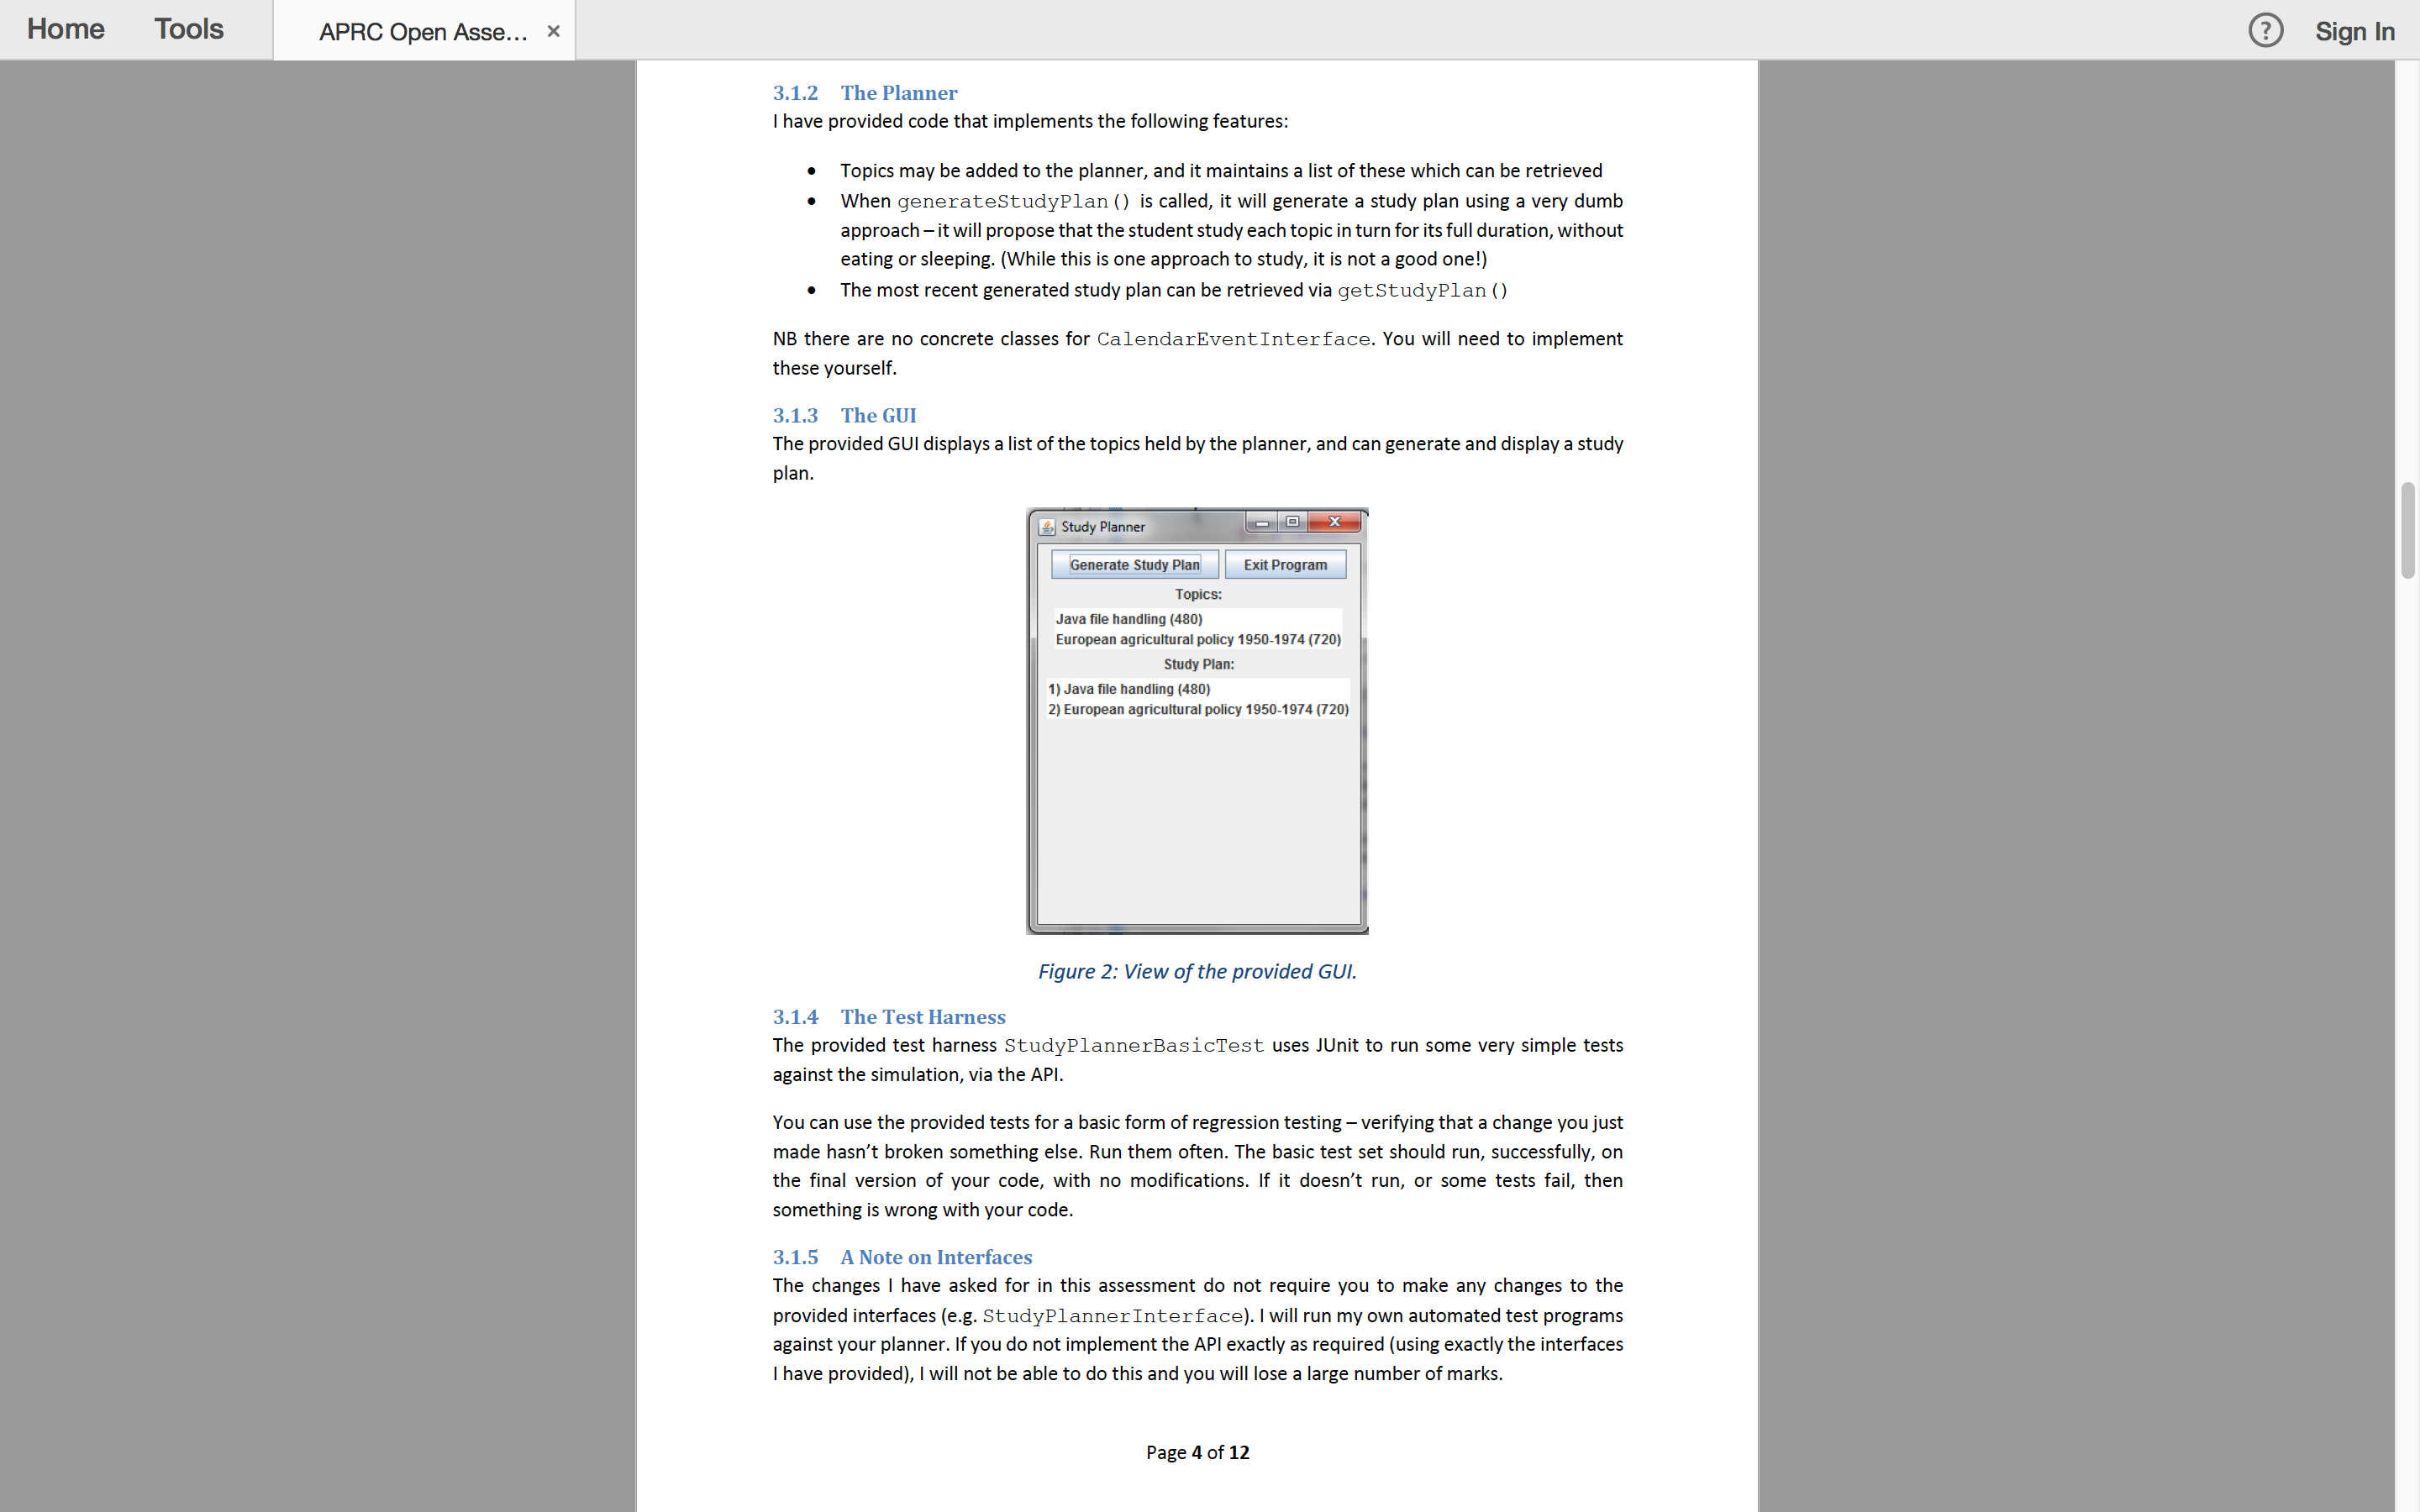 Home Tools APRC Open Asse... × ? Sign In
3.1.2 The Planner
I have provided code that implements the following features:
• Topics may be added to the planner, and it maintains a list of these which can be retrieved
• When generateStudyPlan() is called, it will generate a study plan using a very dumb
approach – it will propose that the student study each topic in turn for its full duration, without
eating or sleeping. (While this is one approach to study, it is not a good one!)
• The most recent generated study plan can be retrieved via getStudyPlan()
NB there are no concrete classes for CalendarEventInterface. You will need to implement
these yourself.
3.1.3 The GUI
The provided GUI displays a list of the topics held by the planner, and can generate and display a study
plan.
Study Planner
Generate Study Plan Exit Program
Topics:
Java file handling (480)
European agricultural policy 1950-1974 (720)
Study Plan:
1) Java file handling (480)
2) European agricultural policy 1950-1974 (720)
Figure 2: View of the provided GUI.
3.1.4 The Test Harness
The provided test harness StudyPlannerBasicTest uses JUnit to run some very simple tests
against the simulation, via the API.
You can use the provided tests for a basic form of regression testing – verifying that a change you just
made hasn’t broken something else. Run them often. The basic test set should run, successfully, on
the final version of your code, with no modifications. If it doesn’t run, or some tests fail, then
something is wrong with your code.
3.1.5 A Note on Interfaces
The changes I have asked for in this assessment do not require you to make any changes to the
provided interfaces (e.g. StudyPlannerInterface). I will run my own automated test programs
against your planner. If you do not implement the API exactly as required (using exactly the interfaces
I have provided), I will not be able to do this and you will lose a large number of marks.
Page 4 of 12